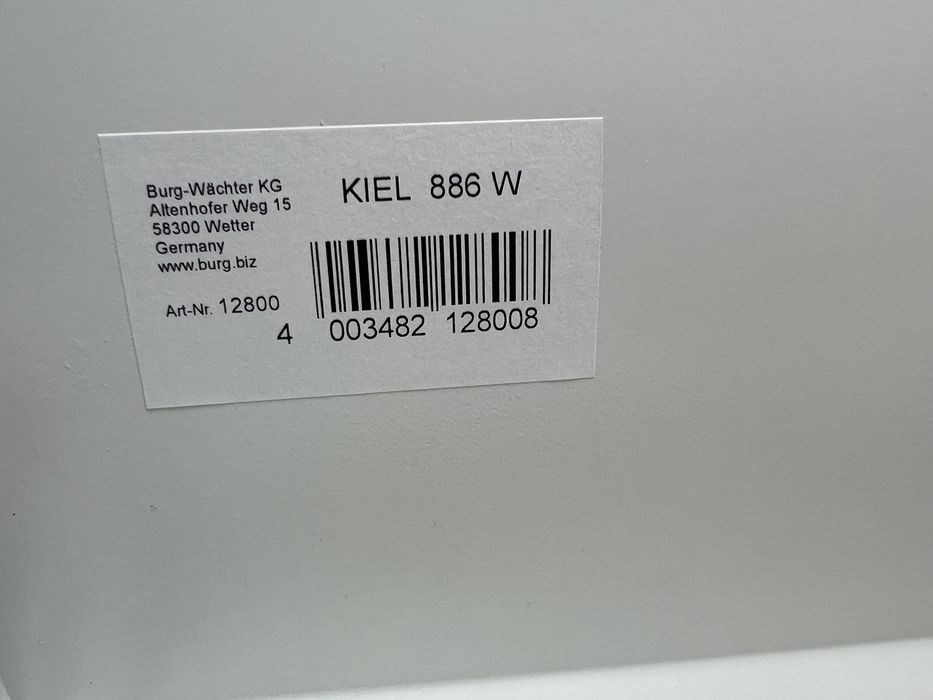 Burg-Wächter KG
Altenhofer Weg 15
58300 Wetter
Germany
www.burg.biz
Art-Nr. 12800
KIEL 886 W
4 003482 128008